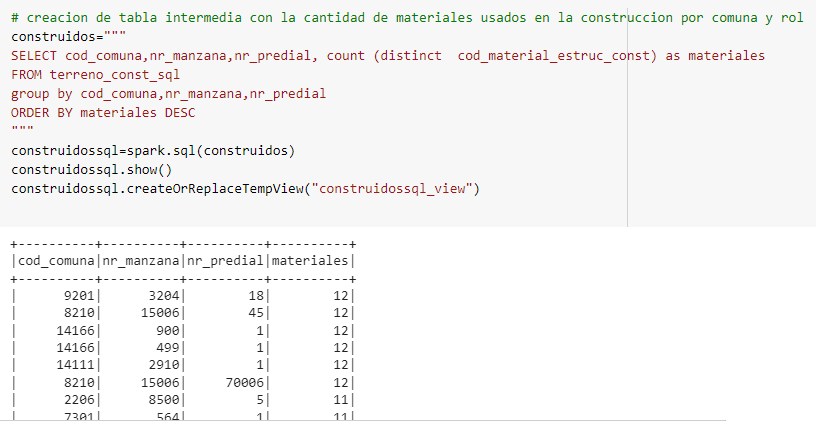 # creacion de tabla intermedia con la cantidad de materiales usados en la construccion por comuna y rol
construidos="""
SELECT cod_comuna,nr_manzana,nr_predial, count (distinct  cod_material_estruc_const) as materiales
FROM terreno_const_sql
group by cod_comuna,nr_manzana,nr_predial
ORDER BY materiales DESC
"""
construidossql=spark.sql(construidos)
construidossql.show()
construidossql.createOrReplaceTempView("construidossql_view")
+----------+----------+----------+----------+
|cod_comuna|nr_manzana|nr_predial|materiales|
+----------+----------+----------+----------+
|      9201|      3204|        18|        12|
|      8210|     15006|        45|        12|
|     14166|       900|         1|        12|
|     14166|       499|         1|        12|
|     14111|      2910|         1|        12|
|      8210|     15006|     70006|        12|
|      2206|      8500|         5|        11|
|      7301|       564|         1|        11|